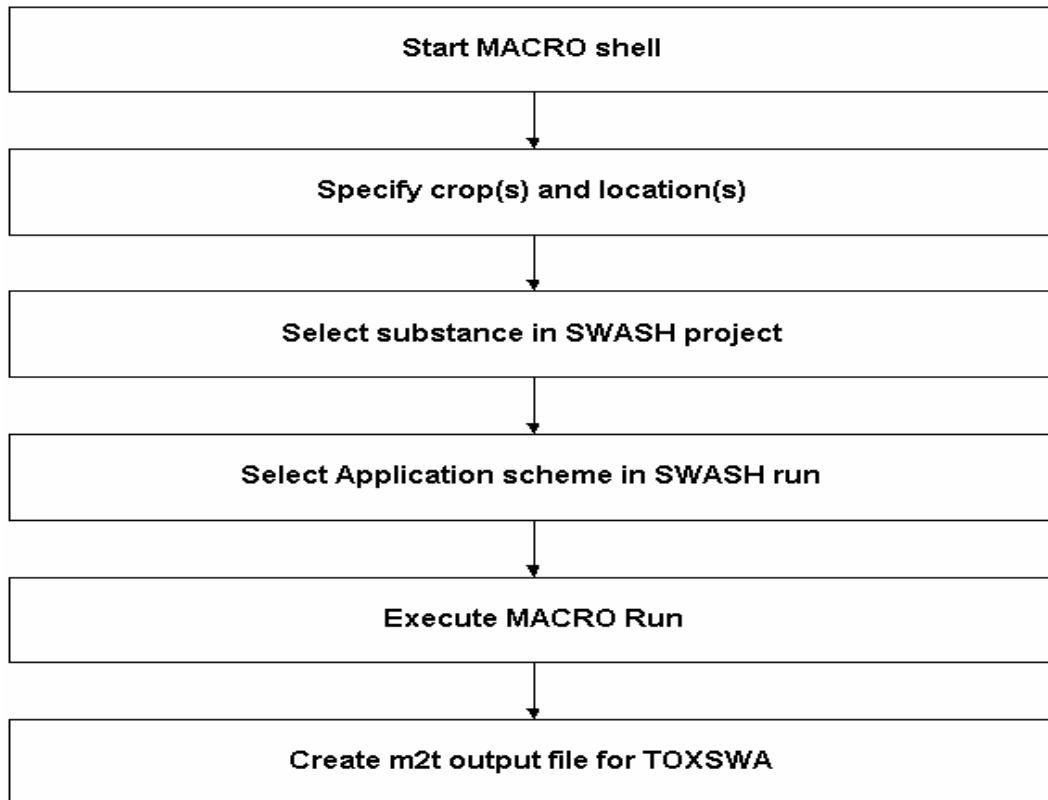 Start MACRO shell
Specify crop(s) and location(s)
Select substance in SWASH project
Select Application scheme in SWASH run
Execute MACRO Run
Create m2t output file for TOXSWA